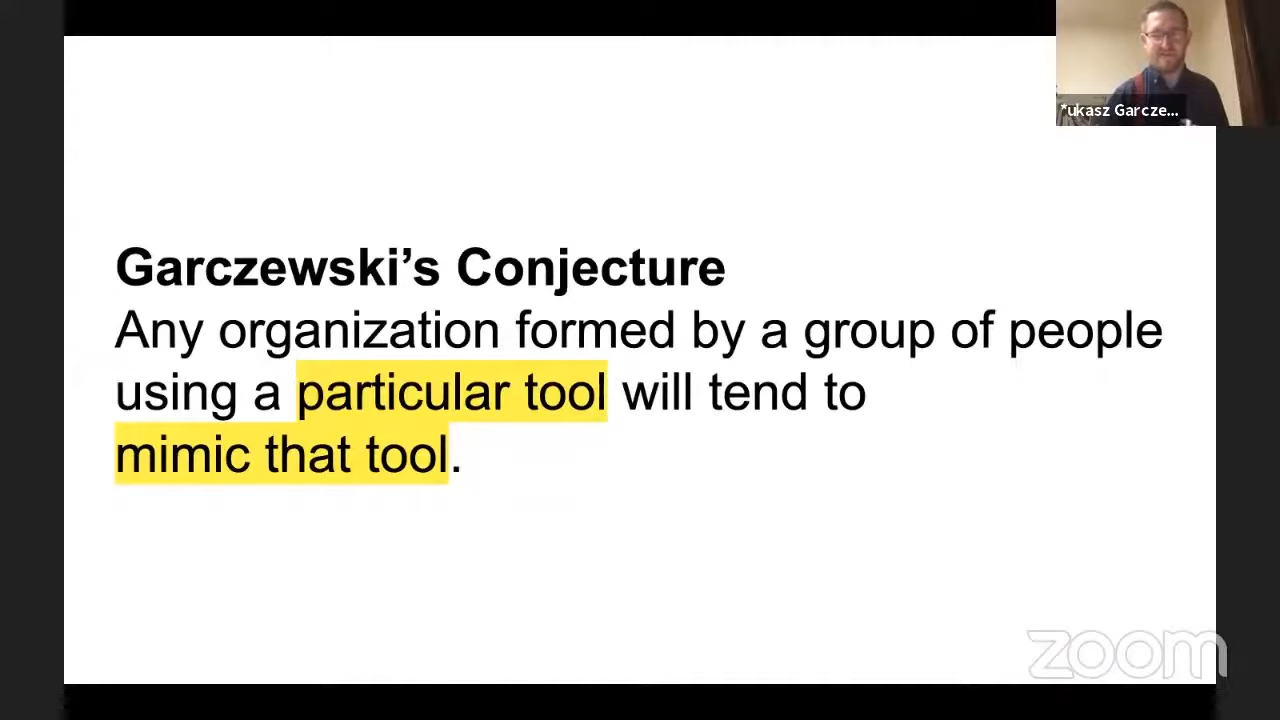 *ukasz Garcze...
Garczewski’s Conjecture
Any organization formed by a group of people
using a particular tool will tend to
mimic that tool.
zoom